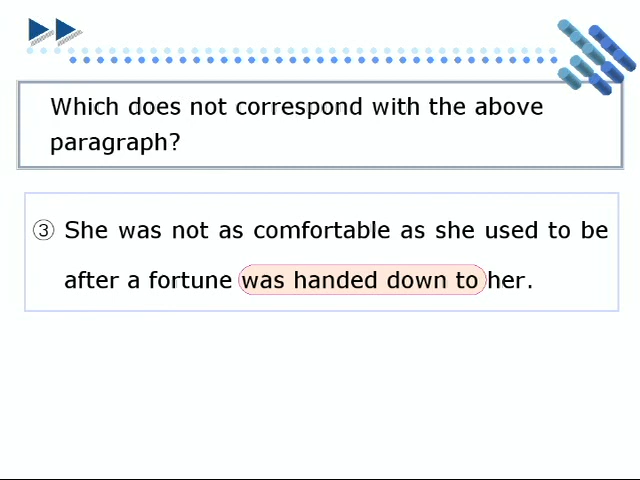 Which does not correspond with the above
paragraph?
③ She was not as comfortable as she used to be
after a fortune was handed down to her.